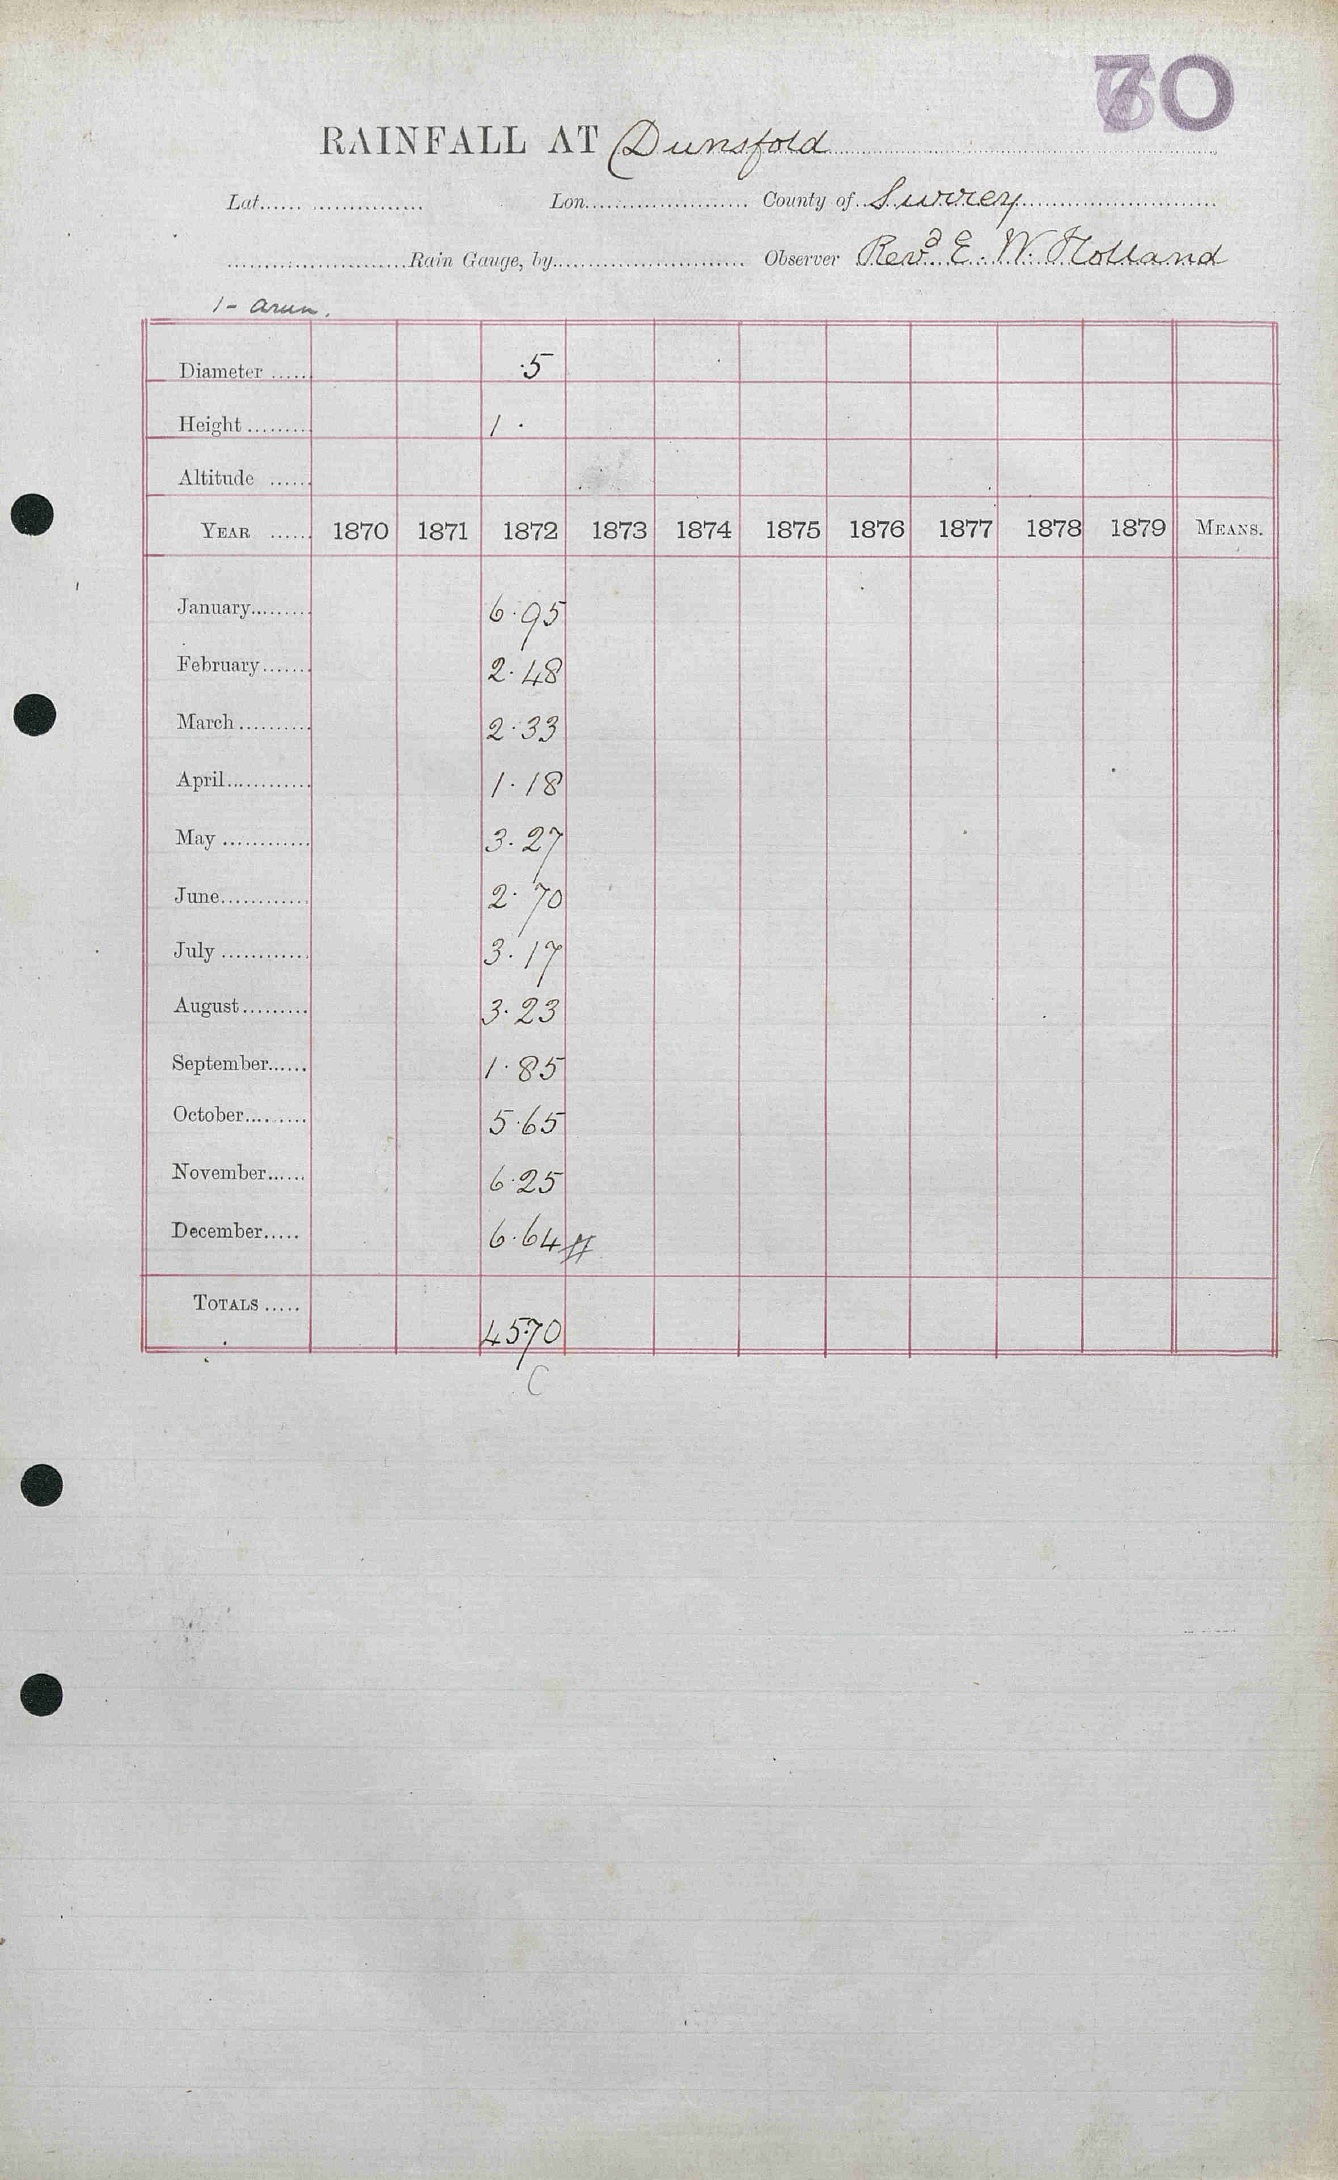 70
RAINFALL AT Dunsfold
Lat. Lon. County of Surrey
Rain Gauge, by Observer Revd. E. W. Holland
1 - Arun.
Diameter ..... ·5
Height ........ 1 ·
Altitude .....
YEAR ..... 1870 1871 1872 1873 1874 1875 1876 1877 1878 1879 MEANS.
January........ 6·95
February...... 2·48
March......... 2·33
April........... 1·18
May ........... 3·27
June........... 2·70
July ........... 3·17
August........ 3·23
September..... 1·85
October........ 5·65
November..... 6·25
December..... 6·64
TOTALS ..... 45·70
C